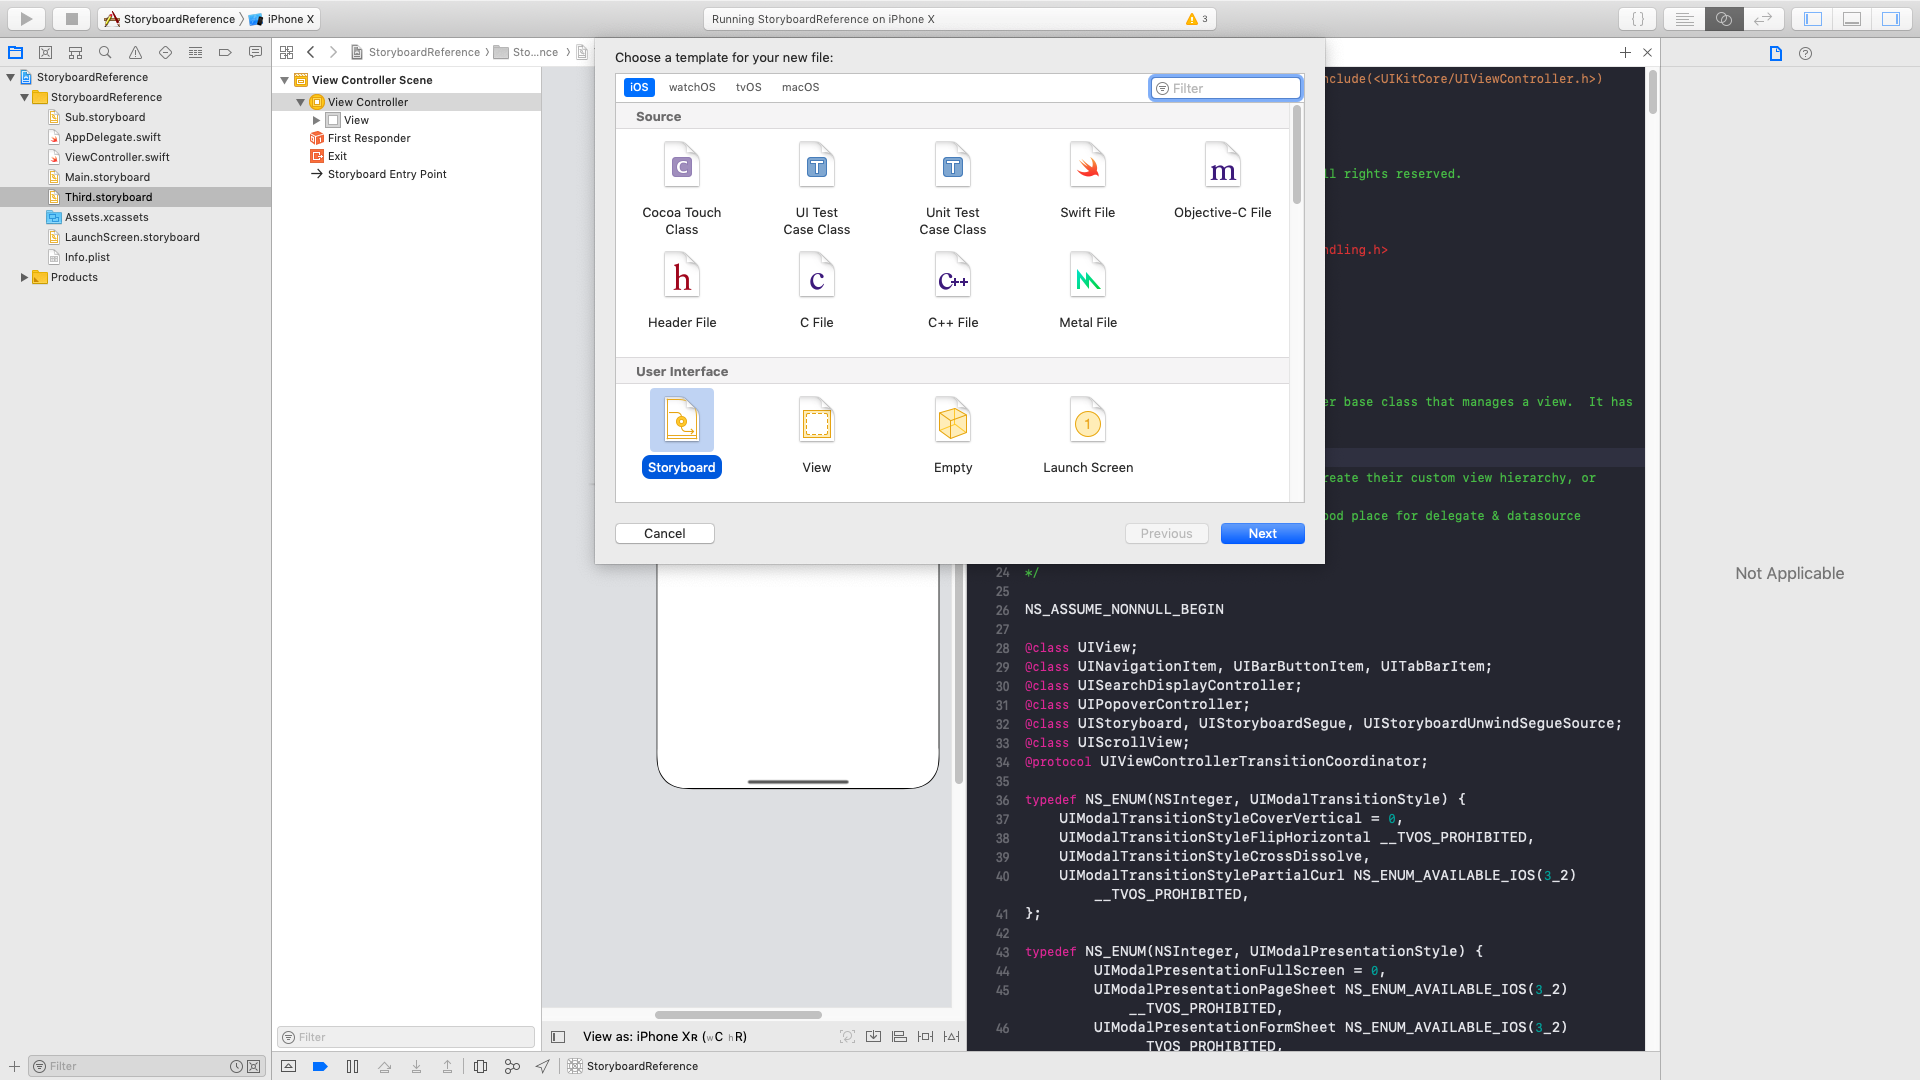 StoryboardReference
iPhone X
Running StoryboardReference on iPhone X
3
StoryboardReference
Sto...nce
StoryboardReference
StoryboardReference
Sub.storyboard
AppDelegate.swift
ViewController.swift
Main.storyboard
Third.storyboard
Assets.xcassets
LaunchScreen.storyboard
Info.plist
Products
View Controller Scene
View Controller
View
First Responder
Exit
Storyboard Entry Point
Choose a template for your new file:
iOS
watchOS
tvOS
macOS
Filter
Source
Cocoa Touch
Class
UI Test
Case Class
Unit Test
Case Class
Swift File
Objective-C File
Header File
C File
C++ File
Metal File
User Interface
Storyboard
View
Empty
Launch Screen
Cancel
Previous
Next
include(<UIKitCore/UIViewController.h>)
ll rights reserved.
ndling.h>
er base class that manages a view.  It has
reate their custom view hierarchy, or
ood place for delegate & datasource
24 */
25
26 NS_ASSUME_NONNULL_BEGIN
27
28 @class UIView;
29 @class UINavigationItem, UIBarButtonItem, UITabBarItem;
30 @class UISearchDisplayController;
31 @class UIPopoverController;
32 @class UIStoryboard, UIStoryboardSegue, UIStoryboardUnwindSegueSource;
33 @class UIScrollView;
34 @protocol UIViewControllerTransitionCoordinator;
35
36 typedef NS_ENUM(NSInteger, UIModalTransitionStyle) {
37 UIModalTransitionStyleCoverVertical = 0,
38 UIModalTransitionStyleFlipHorizontal __TVOS_PROHIBITED,
39 UIModalTransitionStyleCrossDissolve,
40 UIModalTransitionStylePartialCurl NS_ENUM_AVAILABLE_IOS(3_2)
__TVOS_PROHIBITED,
41 };
42
43 typedef NS_ENUM(NSInteger, UIModalPresentationStyle) {
44 UIModalPresentationFullScreen = 0,
45 UIModalPresentationPageSheet NS_ENUM_AVAILABLE_IOS(3_2)
__TVOS_PROHIBITED,
46 UIModalPresentationFormSheet NS_ENUM_AVAILABLE_IOS(3_2)
__TVOS_PROHIBITED,
Not Applicable
Filter
View as: iPhone XR (wC hR)
Filter
StoryboardReference